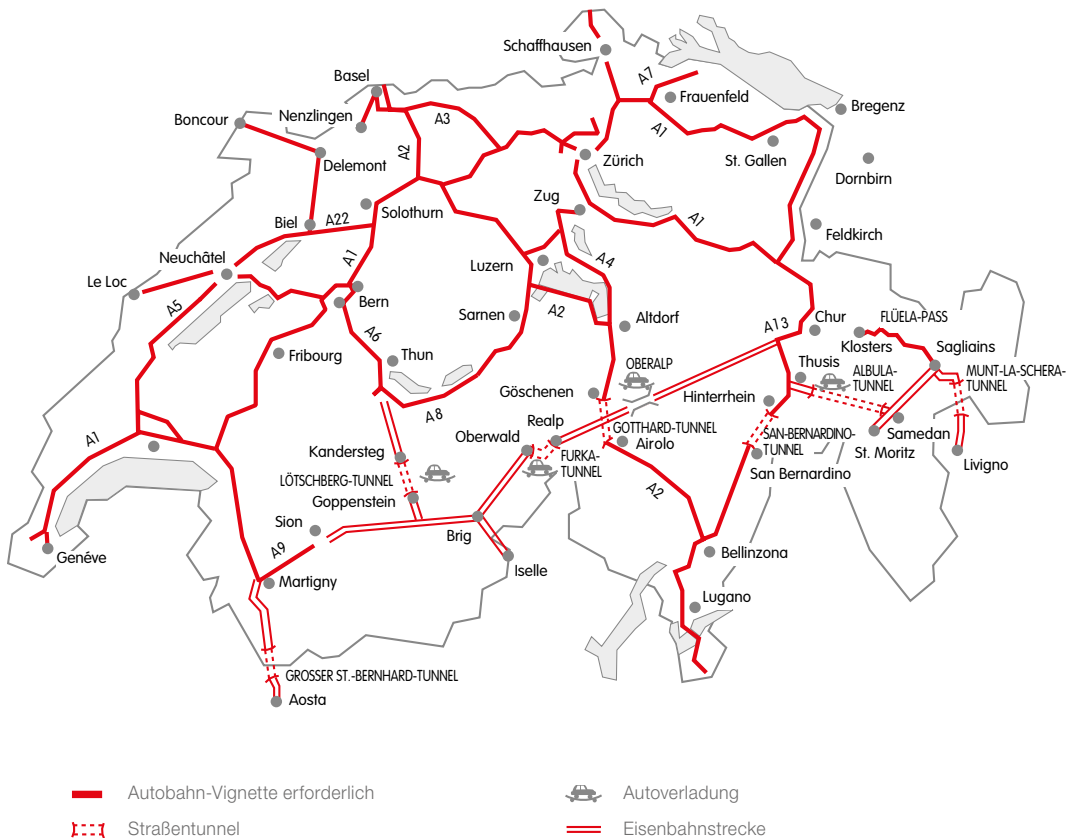 Schaffhausen
Basel
A7
Frauenfeld
Nenzlingen
Bregenz
Boncour
A3
A1
A2
St. Gallen
Zürich
Delemont
Dornbirn
Zug
Solothurn
Biel
A22
A1
Feldkirch
Neuchâtel
A1
Luzern
A4
Le Loc
A5
Bern
A2
Sarnen
Altdorf
A13
Chur
FLÜELA-PASS
A6
Klosters
Fribourg
Thun
OBERALP
Thusis
Sagliains
ALBULA-
TUNNEL
MUNT-LA-SCHERA-
TUNNEL
Göschenen
Hinterrhein
A8
Realp
GOTTHARD-TUNNEL
Samedan
A1
Oberwald
Airolo
SAN-BERNARDINO-
TUNNEL
St. Moritz
Kandersteg
FURKA-
TUNNEL
Livigno
LÖTSCHBERG-TUNNEL
San Bernardino
Goppenstein
A2
Sion
Brig
Genéve
A9
Iselle
Bellinzona
Martigny
Lugano
GROSSER ST.-BERNHARD-TUNNEL
Aosta
Autobahn-Vignette erforderlich
Autoverladung
Straßentunnel
Eisenbahnstrecke